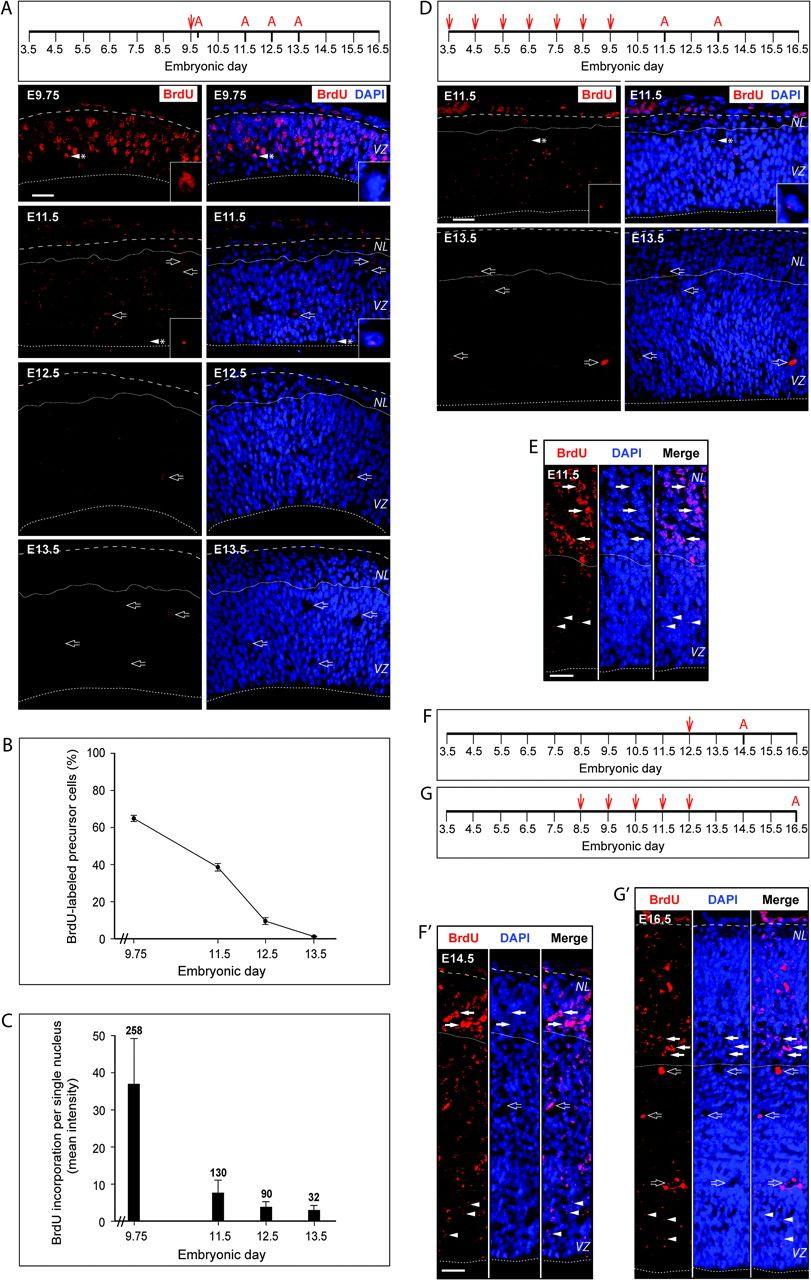 A
A A A A
3.5 4.5 5.5 6.5 7.5 8.5 9.5 10.5 11.5 12.5 13.5 14.5 15.5 16.5
Embryonic day
E9.75 BrdU E9.75 BrdU DAPI
VZ
* *
E11.5 E11.5
NL
VZ
* *
E12.5 E12.5
NL
VZ
E13.5 E13.5
NL
VZ
B
BrdU-labeled precursor cells (%)
100
80
60
40
20
0
9.75 11.5 12.5 13.5
Embryonic day
C
BrdU incorporation per single nucleus
(mean intensity)
50
40
30
20
10
0
258
130
90
32
9.75 11.5 12.5 13.5
Embryonic day
D
A A
3.5 4.5 5.5 6.5 7.5 8.5 9.5 10.5 11.5 12.5 13.5 14.5 15.5 16.5
Embryonic day
E11.5 BrdU E11.5 BrdU DAPI
NL
* *
VZ
E13.5 E13.5
NL
VZ
E
BrdU DAPI Merge
E11.5
NL
VZ
F
A
3.5 4.5 5.5 6.5 7.5 8.5 9.5 10.5 11.5 12.5 13.5 14.5 15.5 16.5
Embryonic day
G
A
3.5 4.5 5.5 6.5 7.5 8.5 9.5 10.5 11.5 12.5 13.5 14.5 15.5 16.5
Embryonic day
F'
BrdU DAPI Merge
E14.5
NL
VZ
G'
BrdU DAPI Merge
E16.5
NL
VZ